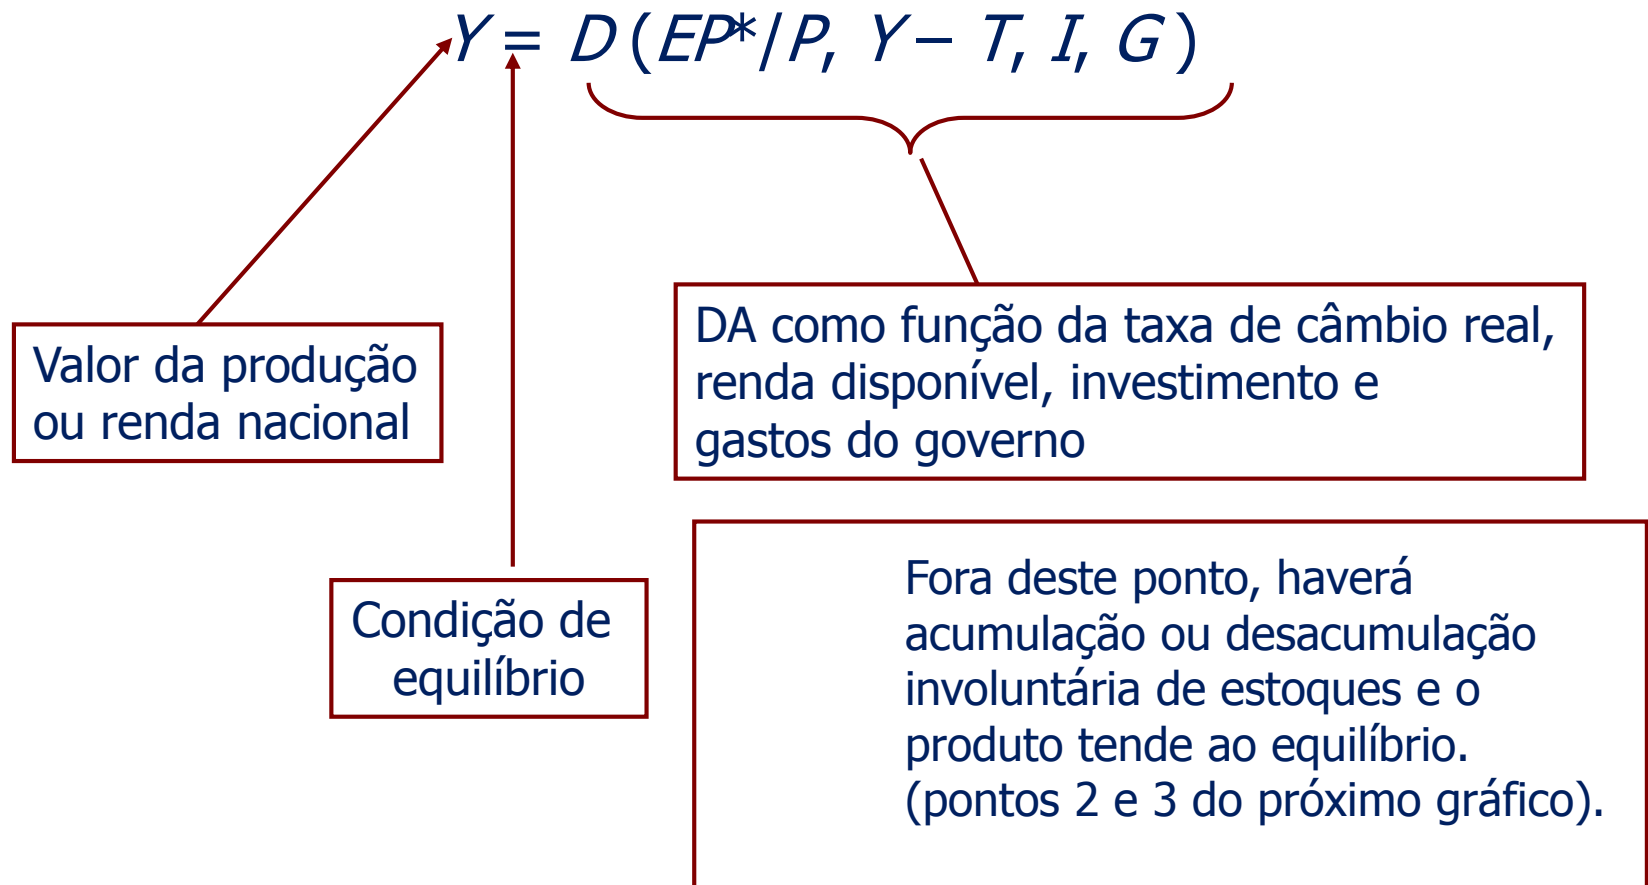 Y = D (EP*/P, Y – T, I, G )
Valor da produção
ou renda nacional
DA como função da taxa de câmbio real,
renda disponível, investimento e
gastos do governo
Condição de
equilíbrio
Fora deste ponto, haverá
acumulação ou desacumulação
involuntária de estoques e o
produto tende ao equilíbrio.
(pontos 2 e 3 do próximo gráfico).